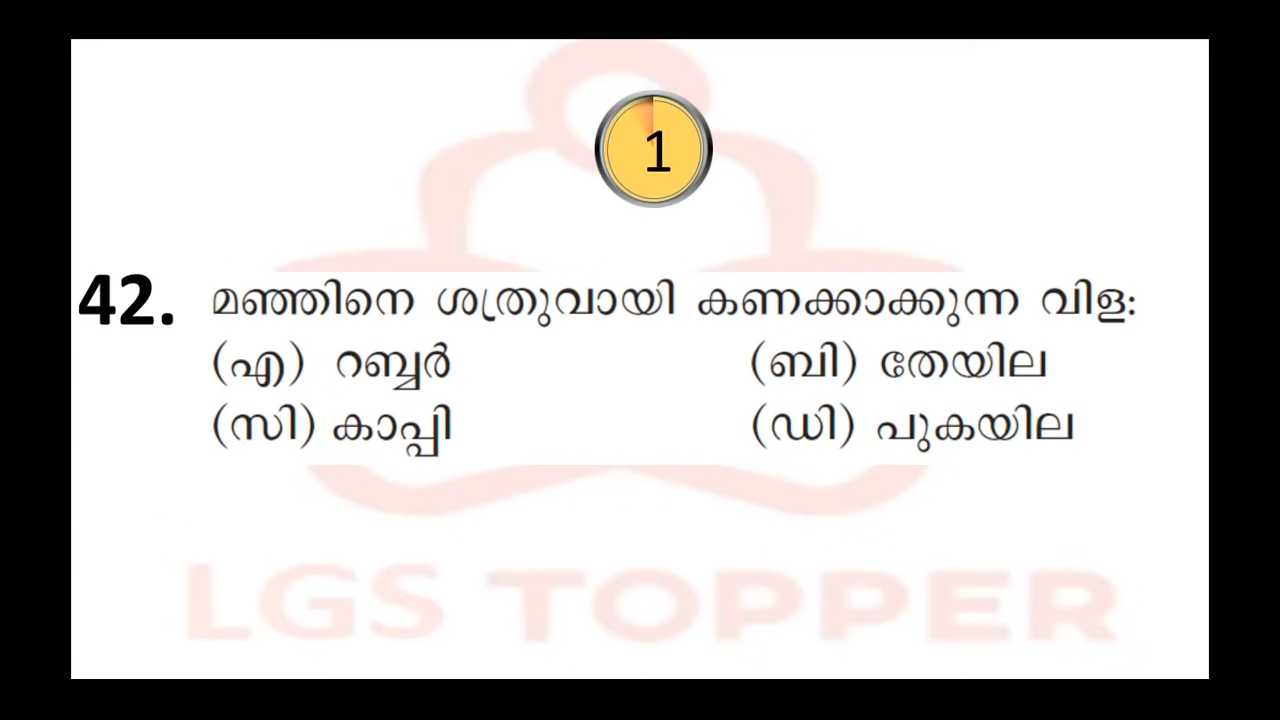 1
42. മഞ്ഞിനെ ശത്രുവായി കണക്കാക്കുന്ന വിള:
(എ) റബ്ബർ (ബി) തേയില
(സി) കാപ്പി (ഡി) പുകയില
LGS TOPPER